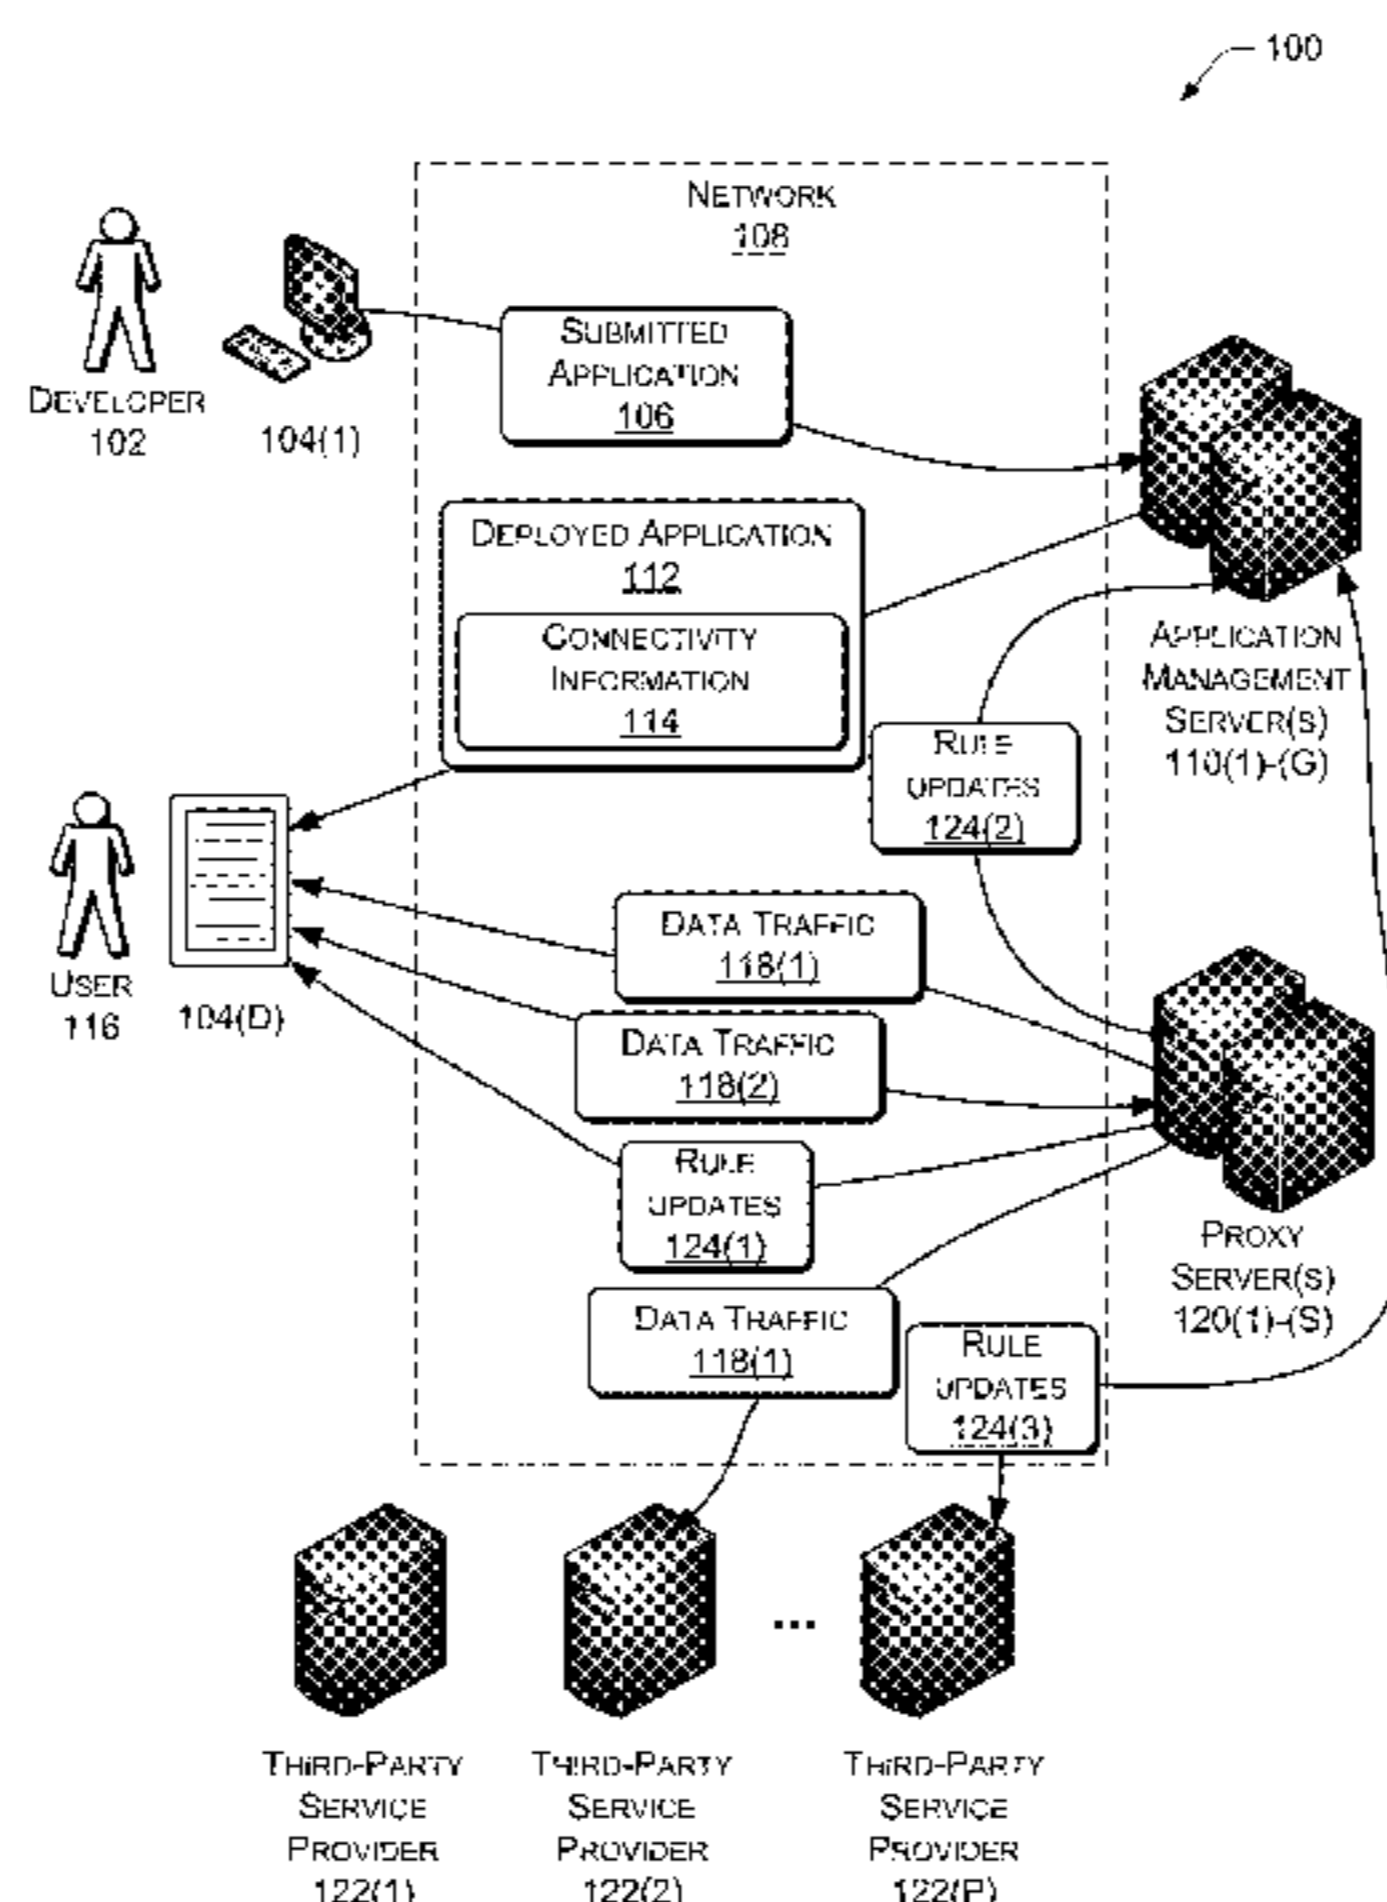 100
NETWORK
108
SUBMITTED
APPLICATION
106
DEVELOPER
102
104(1)
DEPLOYED APPLICATION
112
CONNECTIVITY
INFORMATION
114
APPLICATION
MANAGEMENT
SERVER(S)
110(1)-(G)
RULE
UPDATES
124(2)
USER
116
104(D)
DATA TRAFFIC
118(1)
DATA TRAFFIC
118(2)
RULE
UPDATES
124(1)
PROXY
SERVER(S)
120(1)-(S)
DATA TRAFFIC
118(1)
RULE
UPDATES
124(3)
...
THIRD-PARTY
SERVICE
PROVIDER
122(1)
THIRD-PARTY
SERVICE
PROVIDER
122(2)
THIRD-PARTY
SERVICE
PROVIDER
122(P)